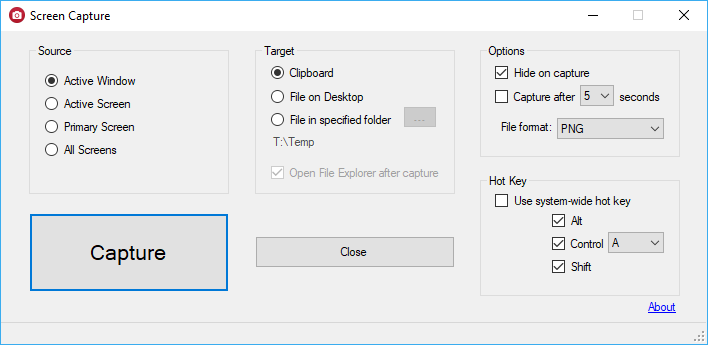 Screen Capture
Source
Active Window
Active Screen
Primary Screen
All Screens
Capture
Target
Clipboard
File on Desktop
File in specified folder ...
T:\Temp
Open File Explorer after capture
Close
Options
Hide on capture
Capture after 5 seconds
File format: PNG
Hot Key
Use system-wide hot key
Alt
Control A
Shift
About